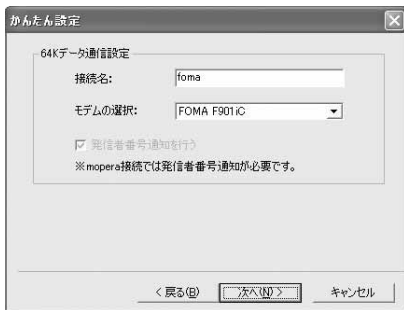 かんたん設定
64Kデータ通信設定
接続名: foma
モデムの選択: FOMA F901iC
発信者番号通知を行う
※mopera接続では発信者番号通知が必要です。
< 戻る(B) 次へ(N) > キャンセル